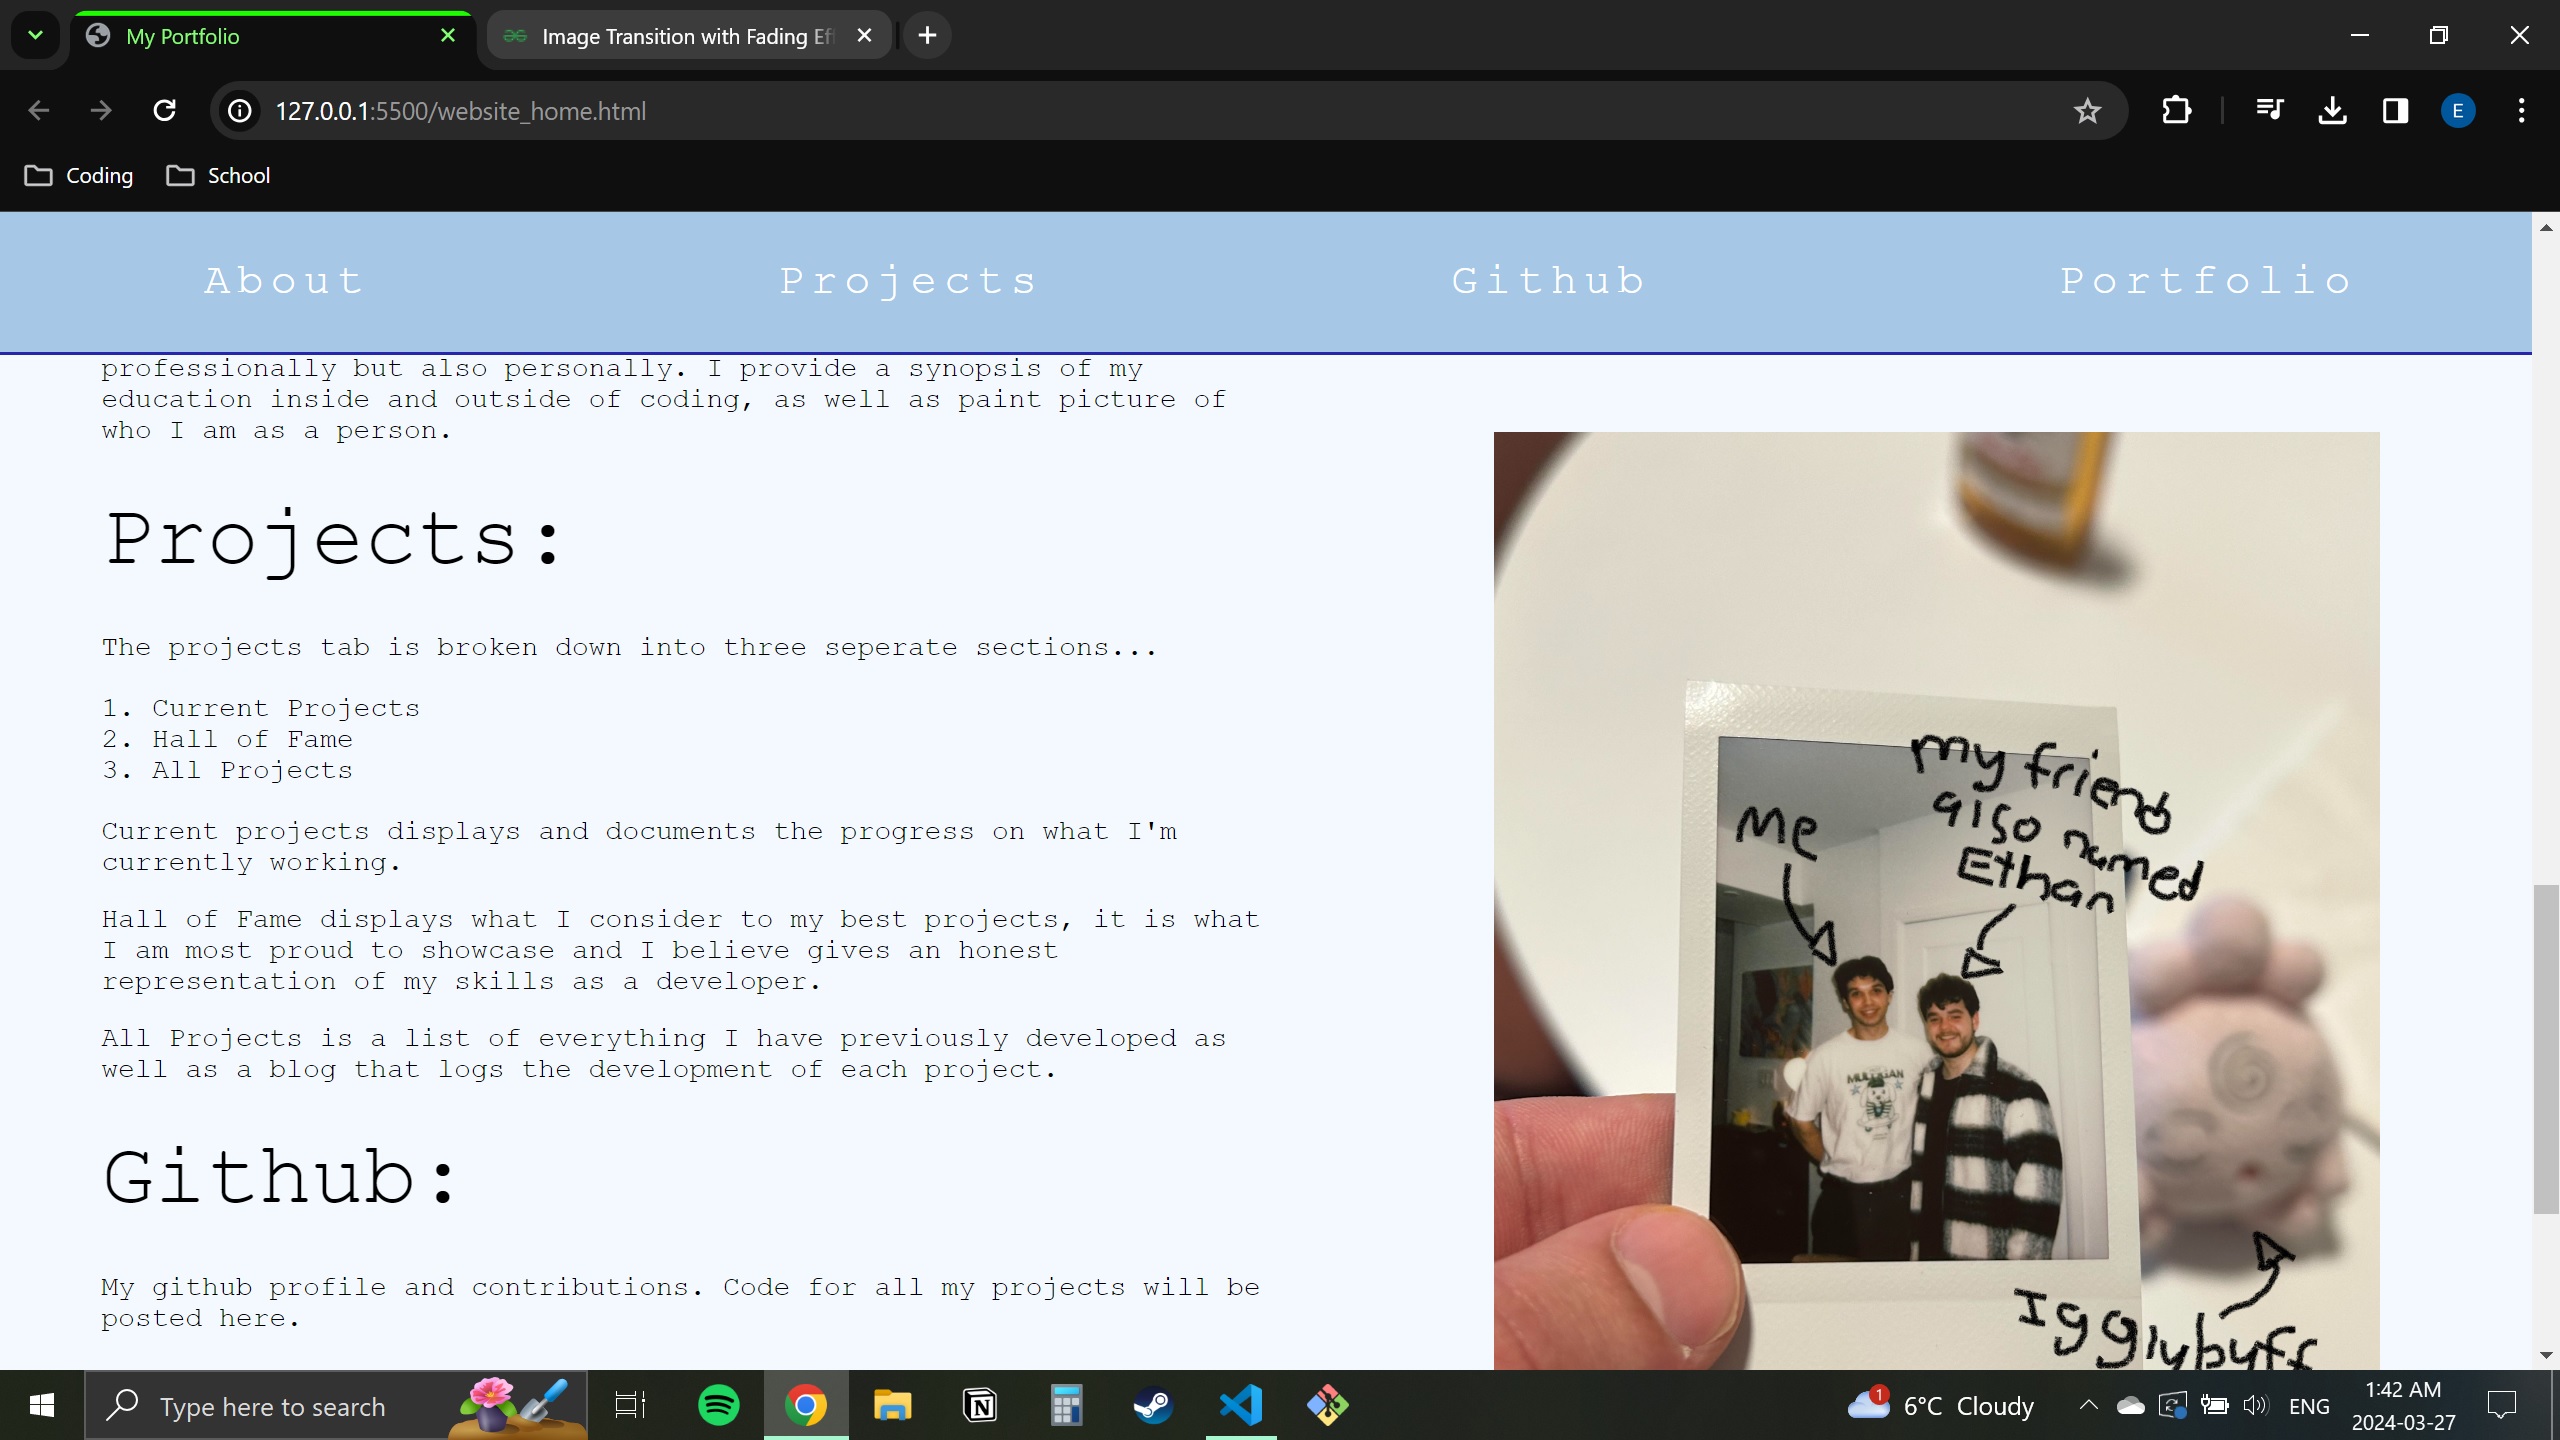 My Portfolio
Image Transition with Fading Ef
127.0.0.1:5500/website_home.html
E
Coding
School
About Projects Github Portfolio
professionally but also personally. I provide a synopsis of my
education inside and outside of coding, as well as paint picture of
who I am as a person.
Projects:
The projects tab is broken down into three seperate sections...
1. Current Projects
2. Hall of Fame
3. All Projects
Current projects displays and documents the progress on what I'm
currently working.
Hall of Fame displays what I consider to my best projects, it is what
I am most proud to showcase and I believe gives an honest
representation of my skills as a developer.
All Projects is a list of everything I have previously developed as
well as a blog that logs the development of each project.
Github:
My github profile and contributions. Code for all my projects will be
posted here.
me
my friend
also named
Ethan
Igglybuff
Type here to search
1
6°C Cloudy
ENG
1:42 AM
2024-03-27